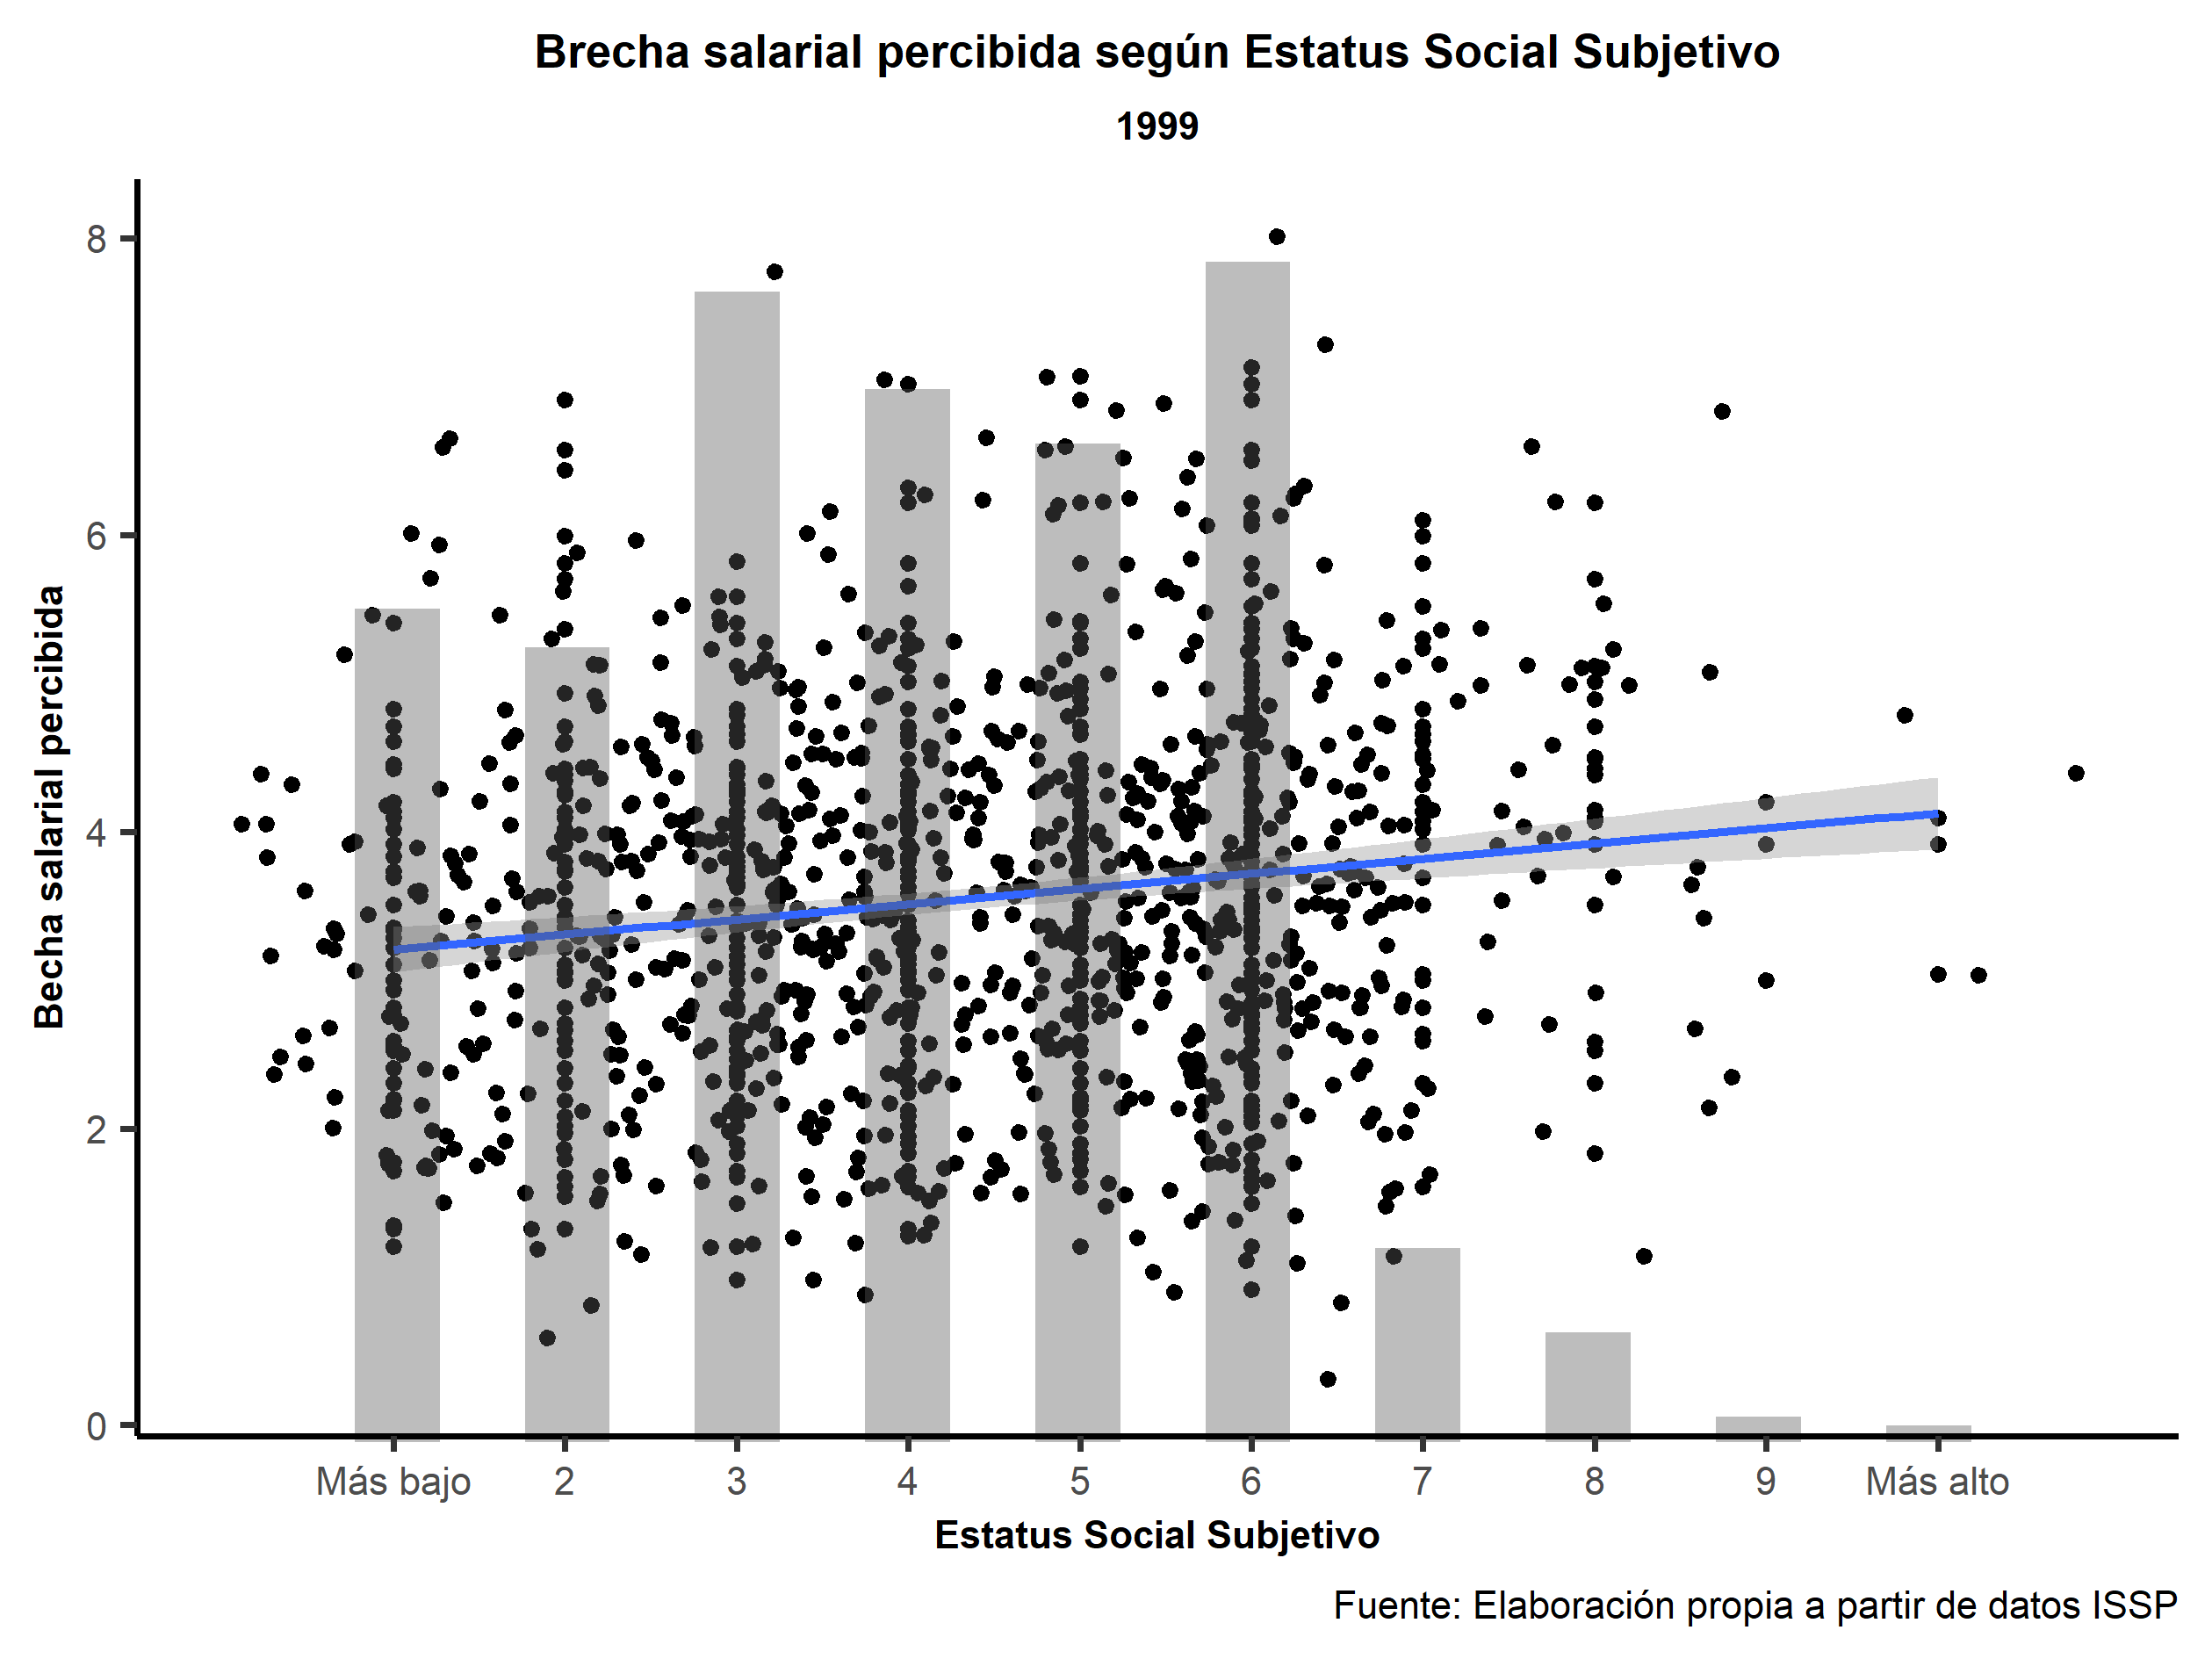 Brecha salarial percibida según Estatus Social Subjetivo
1999
Becha salarial percibida
8
6
4
2
0
Más bajo 2 3 4 5 6 7 8 9 Más alto
Estatus Social Subjetivo
Fuente: Elaboración propia a partir de datos ISSP